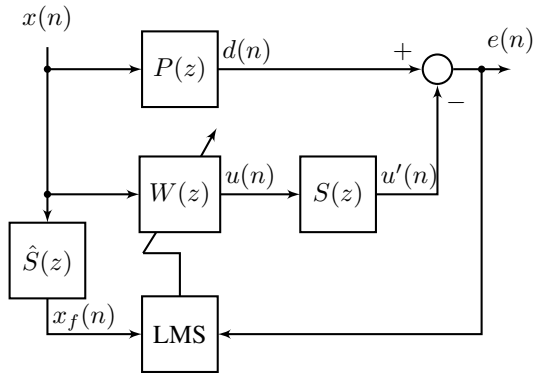 x(n)
P(z)
d(n)
+
e(n)
−
W(z)
u(n)
S(z)
u′(n)
Ŝ(z)
x_f(n)
LMS